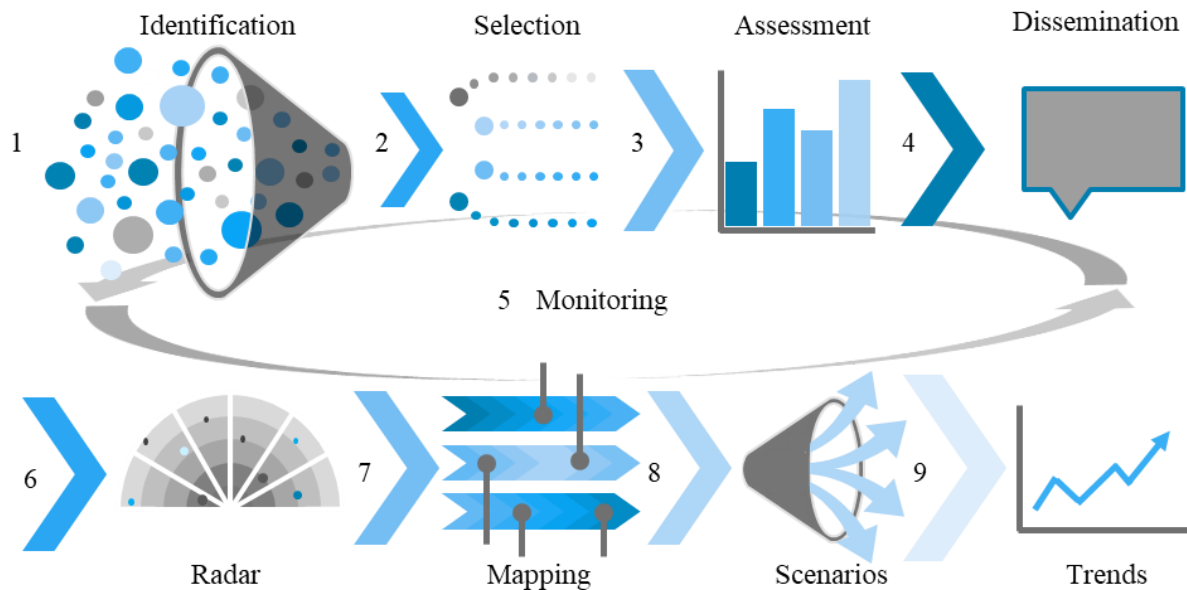 Identification
Selection
Assessment
Dissemination
1
2
3
4
5 Monitoring
6
7
8
9
Radar
Mapping
Scenarios
Trends